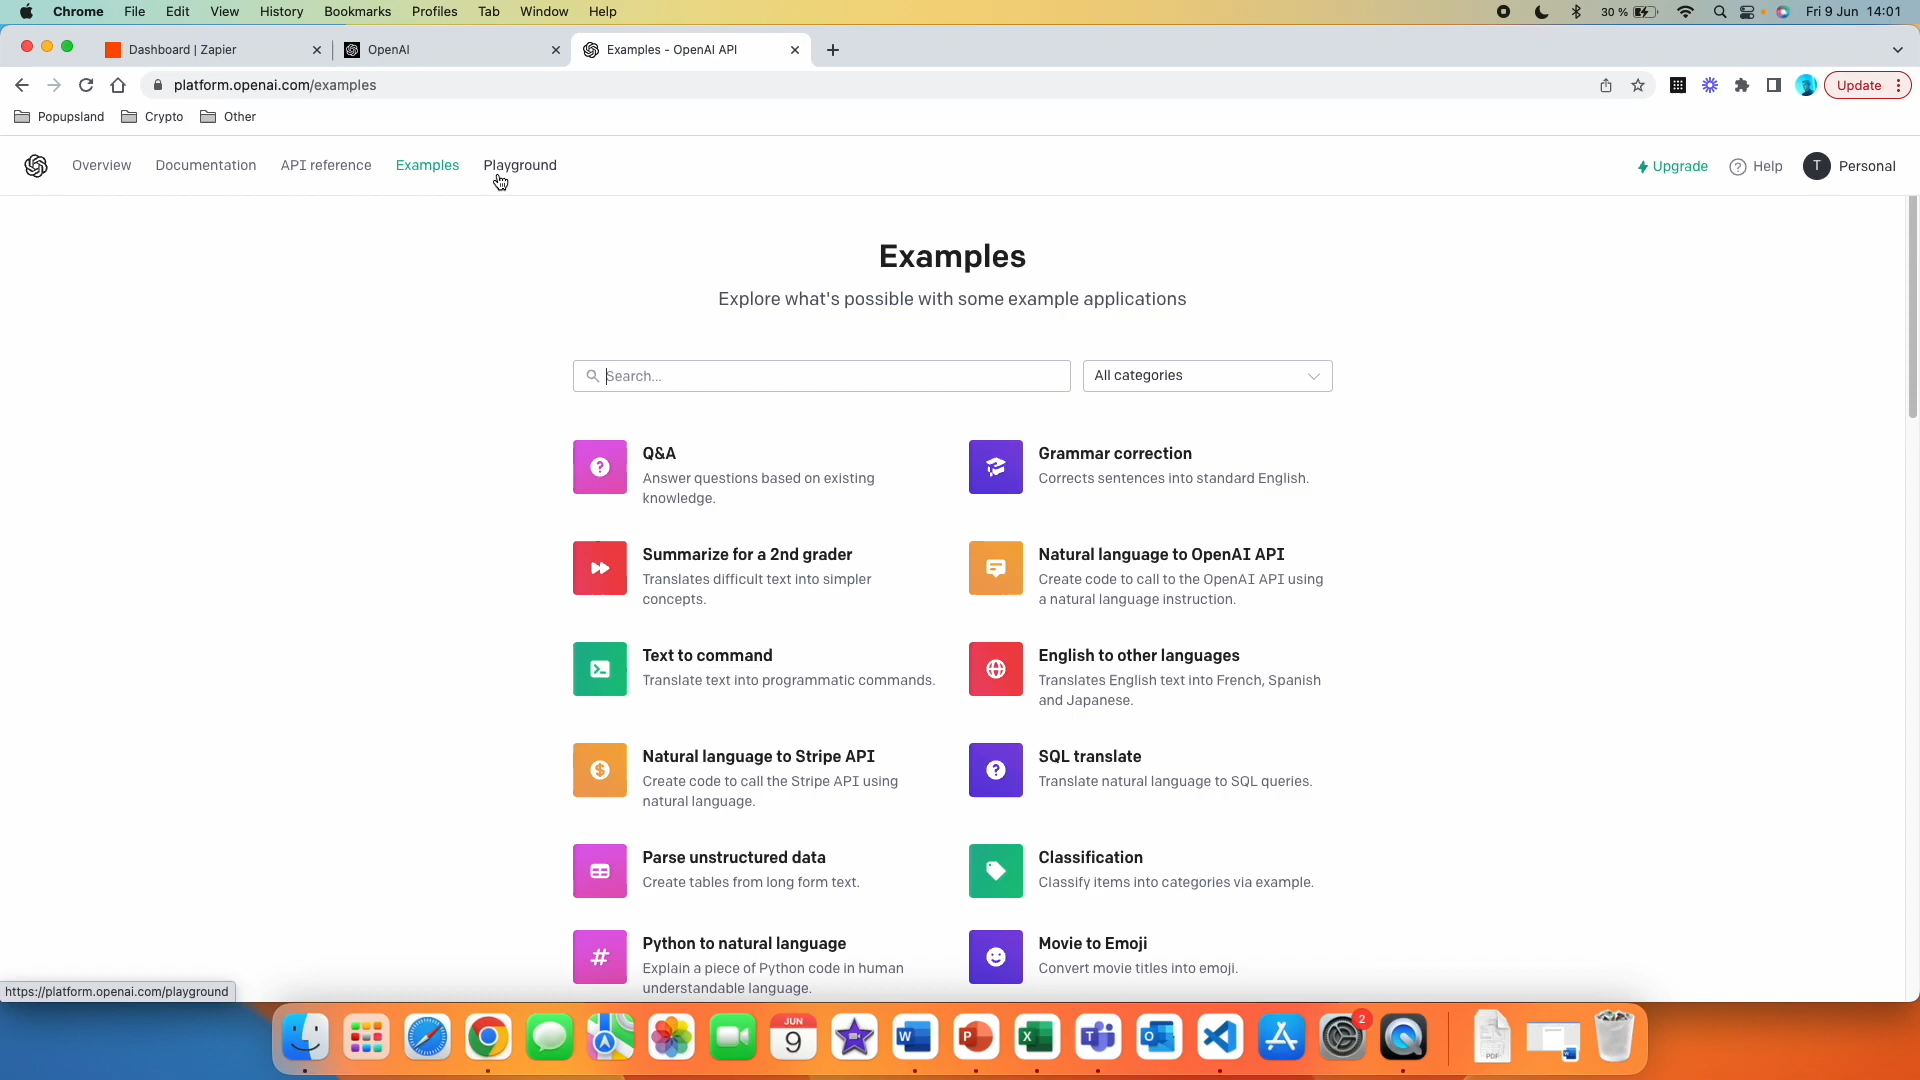 Chrome File Edit View History Bookmarks Profiles Tab Window Help 30 % Fri 9 Jun 14:01
Dashboard | Zapier OpenAI Examples - OpenAI API
platform.openai.com/examples Update
Popupsland Crypto Other
Overview Documentation API reference Examples Playground Upgrade ? Help T Personal
Examples
Explore what's possible with some example applications
Search... All categories
Q&A
Answer questions based on existing
knowledge.
Grammar correction
Corrects sentences into standard English.
Summarize for a 2nd grader
Translates difficult text into simpler
concepts.
Natural language to OpenAI API
Create code to call to the OpenAI API using
a natural language instruction.
Text to command
Translate text into programmatic commands.
English to other languages
Translates English text into French, Spanish
and Japanese.
Natural language to Stripe API
Create code to call the Stripe API using
natural language.
SQL translate
Translate natural language to SQL queries.
Parse unstructured data
Create tables from long form text.
Classification
Classify items into categories via example.
Python to natural language
Explain a piece of Python code in human
understandable language.
Movie to Emoji
Convert movie titles into emoji.
https://platform.openai.com/playground
JUN
9
W
P
X
T
O
2
PDF